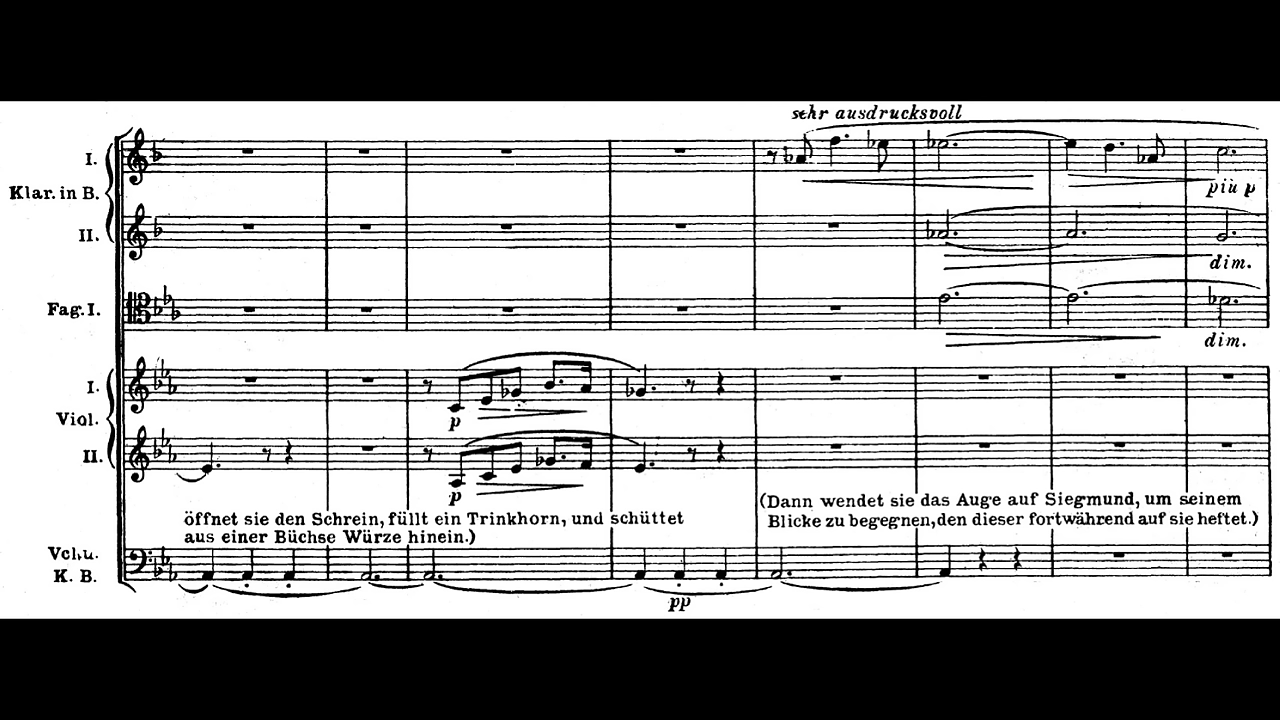 sehr ausdrucksvoll
I.
Klar. in B.
più p
II.
dim.
Fag. I.
dim.
I.
Viol.
p
II.
p
(Dann wendet sie das Auge auf Siegmund, um seinem
Blicke zu begegnen, den dieser fortwährend auf sie heftet.)
öffnet sie den Schrein, füllt ein Trinkhorn, und schüttet
aus einer Büchse Würze hinein.)
Vclu.
K. B.
pp